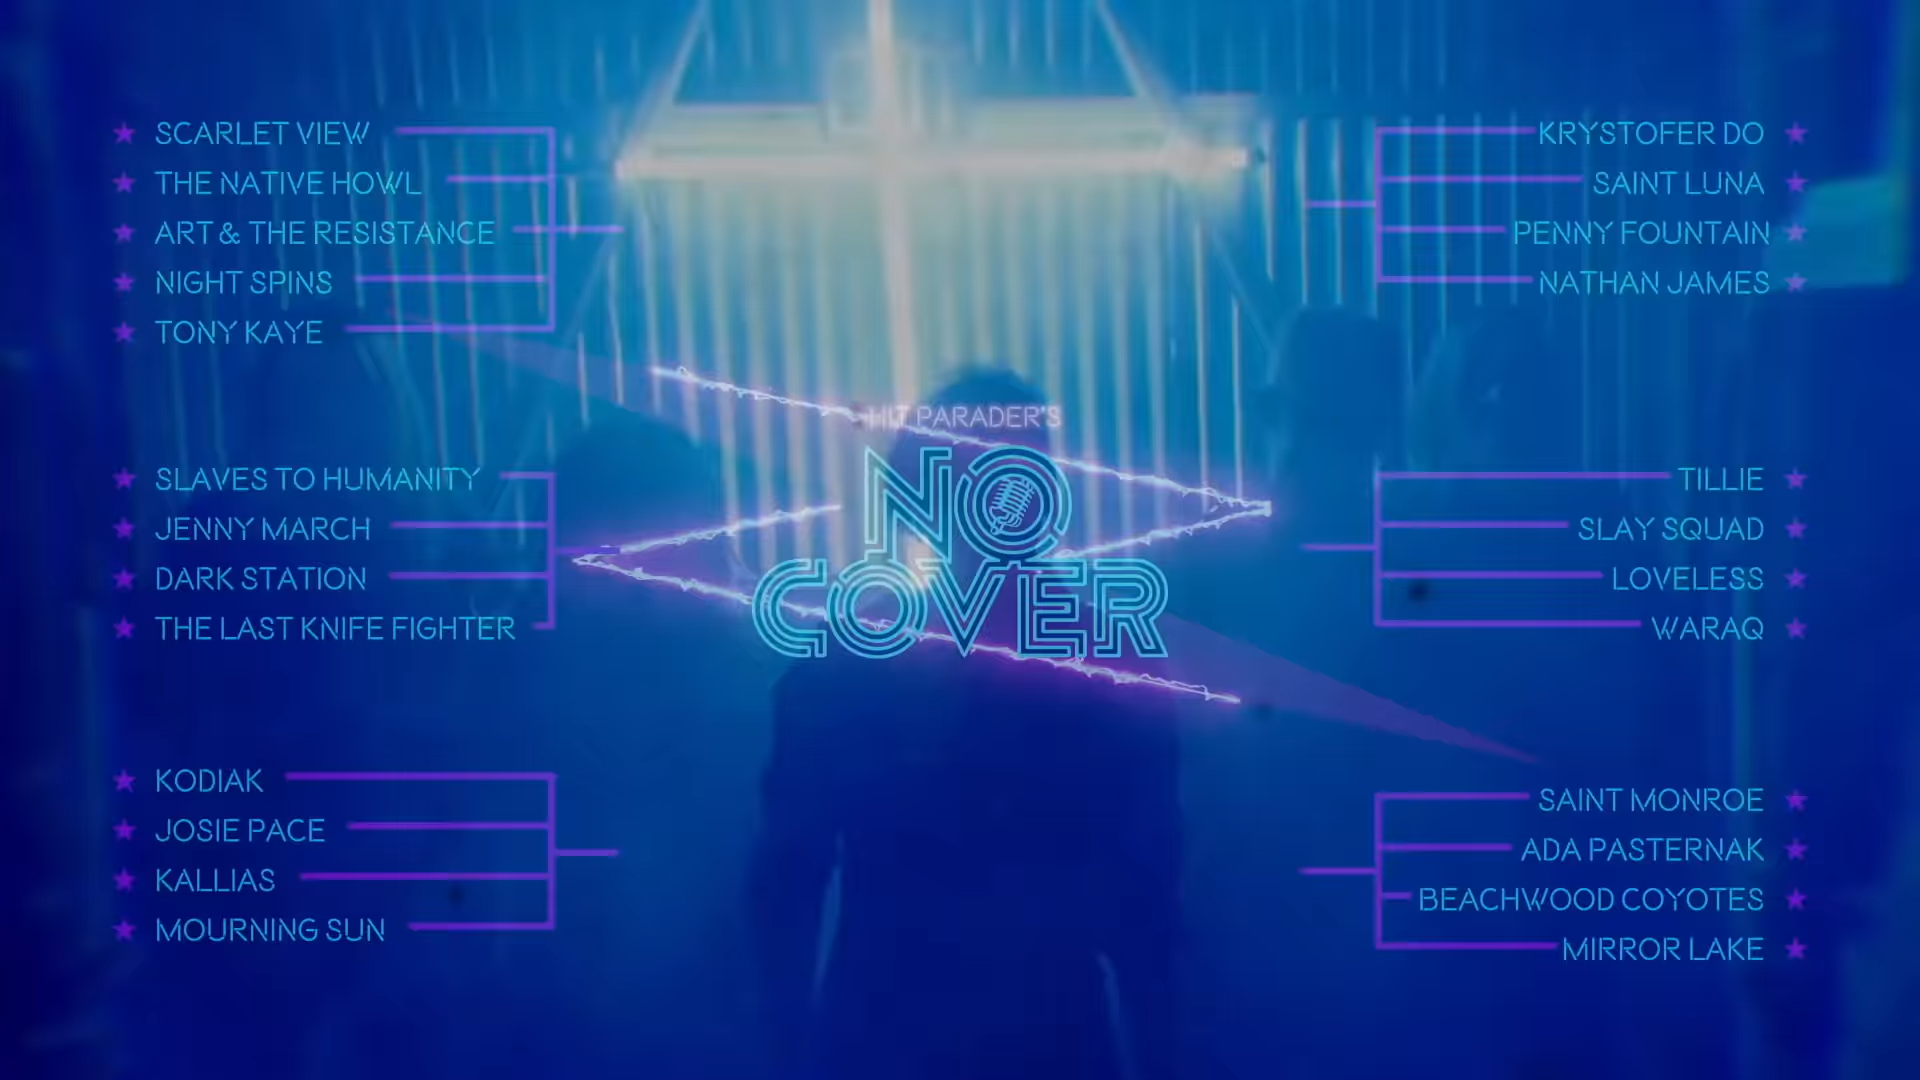 SCARLET VIEW
THE NATIVE HOWL
ART & THE RESISTANCE
NIGHT SPINS
TONY KAYE
SLAVES TO HUMANITY
JENNY MARCH
DARK STATION
THE LAST KNIFE FIGHTER
KODIAK
JOSIE PACE
KALLIAS
MOURNING SUN
HIT PARADER'S
NO
COVER
KRYSTOFER DO
SAINT LUNA
PENNY FOUNTAIN
NATHAN JAMES
TILLIE
SLAY SQUAD
LOVELESS
WARAQ
SAINT MONROE
ADA PASTERNAK
BEACHWOOD COYOTES
MIRROR LAKE